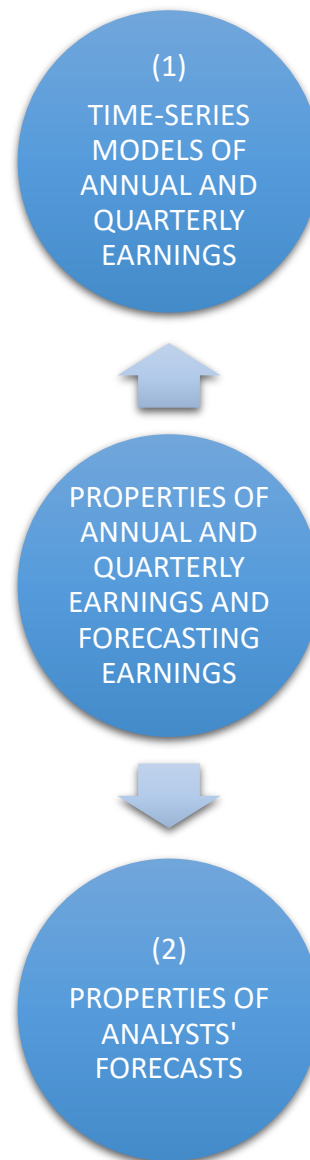 (1)
TIME-SERIES
MODELS OF
ANNUAL AND
QUARTERLY
EARNINGS
PROPERTIES OF
ANNUAL AND
QUARTERLY
EARNINGS AND
FORECASTING
EARNINGS
(2)
PROPERTIES OF
ANALYSTS'
FORECASTS